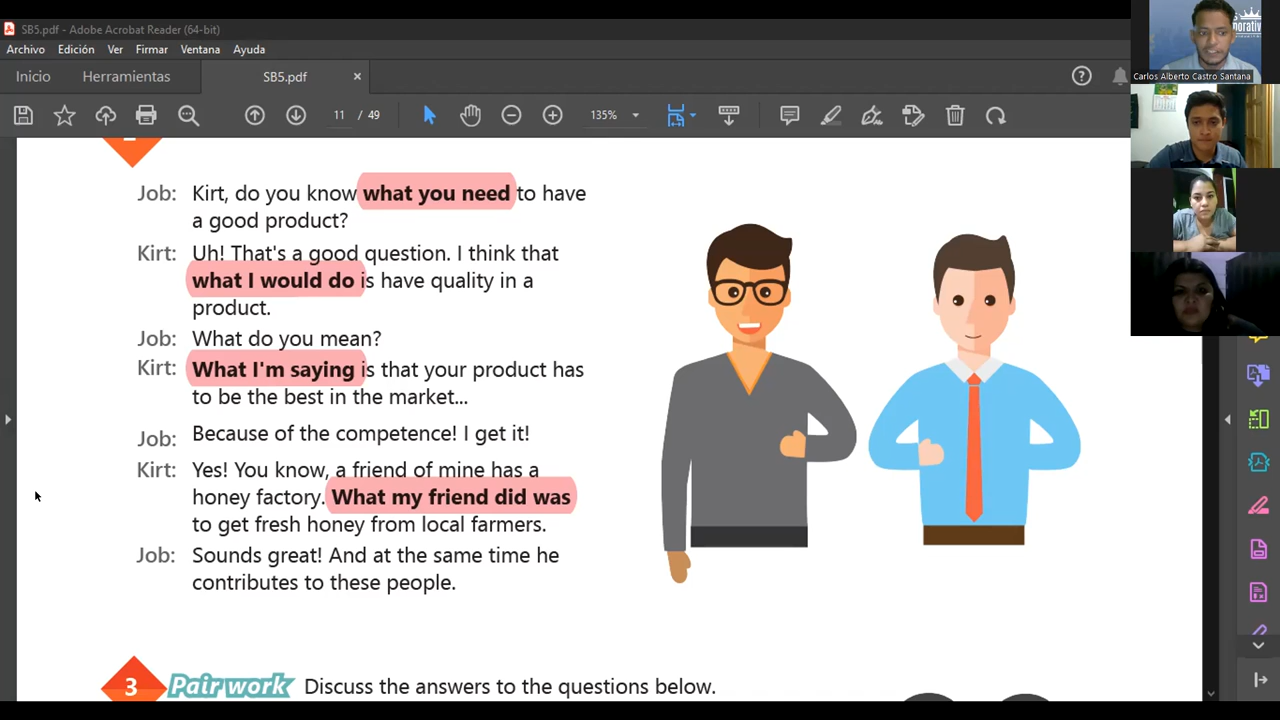 SB5.pdf - Adobe Acrobat Reader (64-bit)
Archivo Edición Ver Firmar Ventana Ayuda
Inicio Herramientas SB5.pdf ×
11 / 49 135%
Carlos Alberto Castro Santana
Job: Kirt, do you know what you need to have
a good product?
Kirt: Uh! That's a good question. I think that
what I would do is have quality in a
product.
Job: What do you mean?
Kirt: What I'm saying is that your product has
to be the best in the market...
Job: Because of the competence! I get it!
Kirt: Yes! You know, a friend of mine has a
honey factory. What my friend did was
to get fresh honey from local farmers.
Job: Sounds great! And at the same time he
contributes to these people.
3 Pair work Discuss the answers to the questions below.